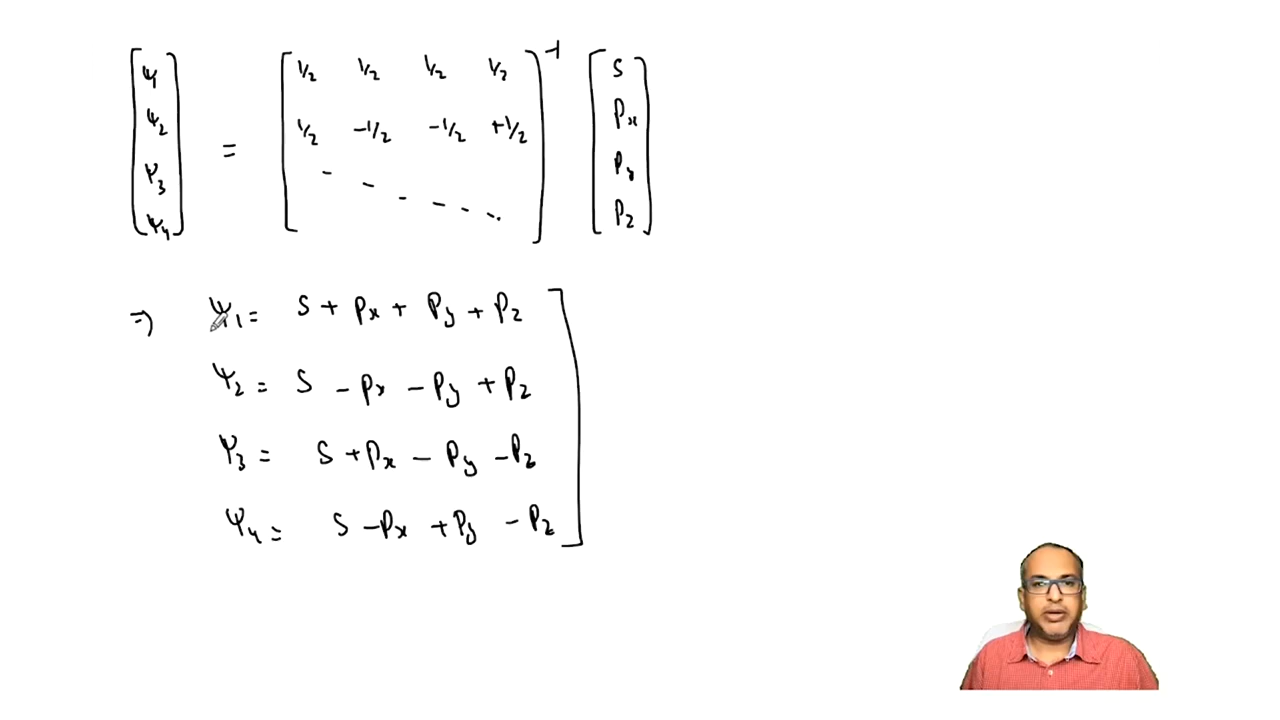 [ψ1 ψ2 ψ3 ψ4] = [1/2 1/2 1/2 1/2
1/2 -1/2 -1/2 +1/2
- - - - - -..]⁻¹ [S Px Py Pz]
⇒ ψ1 = S + Px + Py + Pz
ψ2 = S - Px - Py + Pz
ψ3 = S + Px - Py - Pz
ψ4 = S - Px + Py - Pz